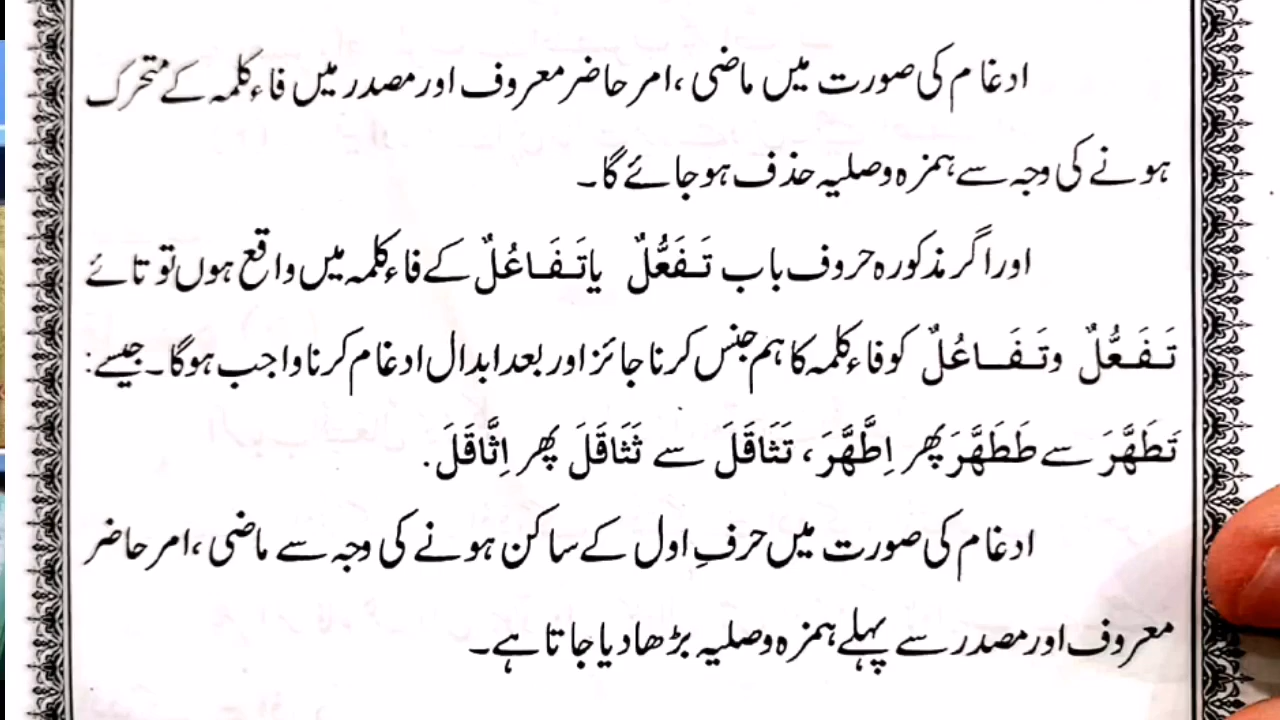 ادغام کی صورت میں ماضی ،امر حاضر معروف اور مصدر میں فاء کلمہ کے متحرک
ہونے کی وجہ سے ہمزہ وصلیہ حذف ہوجائے گا۔
اور اگر مذکورہ حروف باب تَفَعُّلٌ یا تَفَاعُلٌ کے فاء کلمہ میں واقع ہوں تو تائے
تَفَعُّلٌ وتَفَاعُلٌ کو فاء کلمہ کا ہم جنس کرنا جائز اور بعد ابدال ادغام کرنا واجب ہوگا۔ جیسے:
تَطَهَّرَ سے طَطَهَّرَ پھر اِطَّهَّرَ، تَثَاقَلَ سے ثَثَاقَلَ پھر اِثَّاقَلَ.
ادغام کی صورت میں حرفِ اول کے ساکن ہونے کی وجہ سے ماضی ،امر حاضر
معروف اور مصدر سے پہلے ہمزہ وصلیہ بڑھا دیا جاتا ہے۔